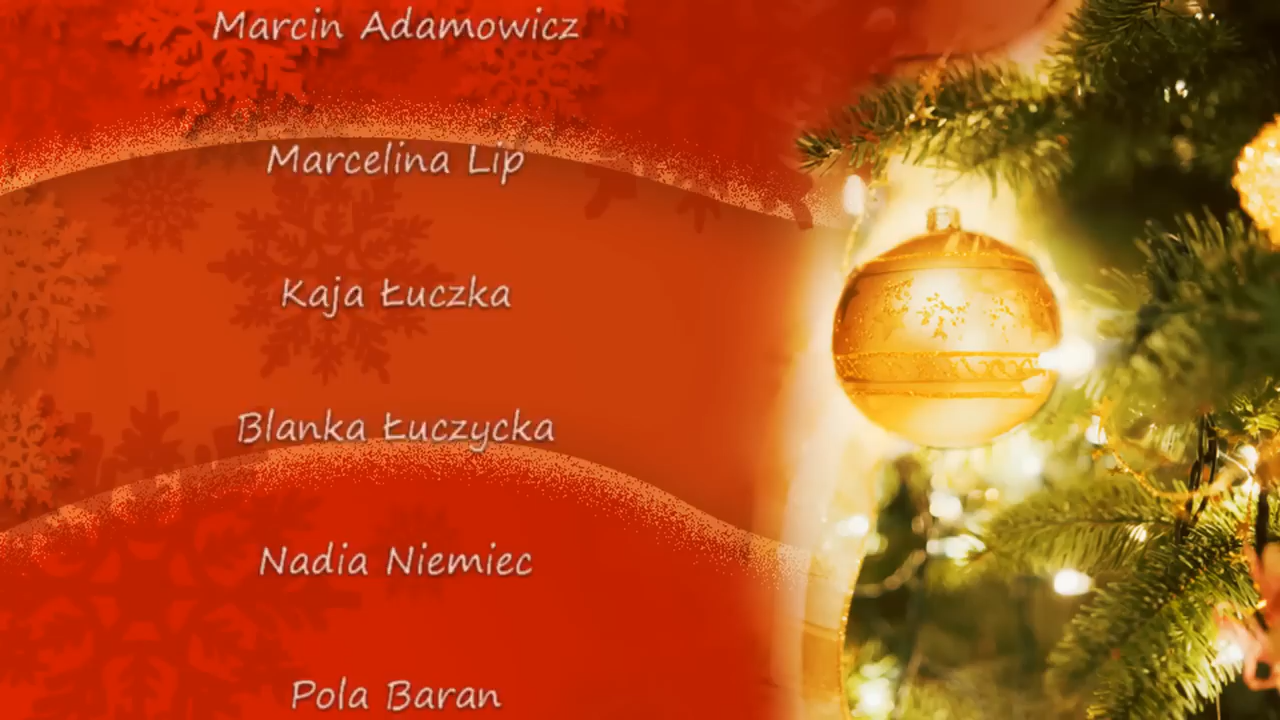 Marcin Adamowicz
Marcelina Lip
Kaja Łuczka
Blanka Łuczycka
Nadia Niemiec
Pola Baran